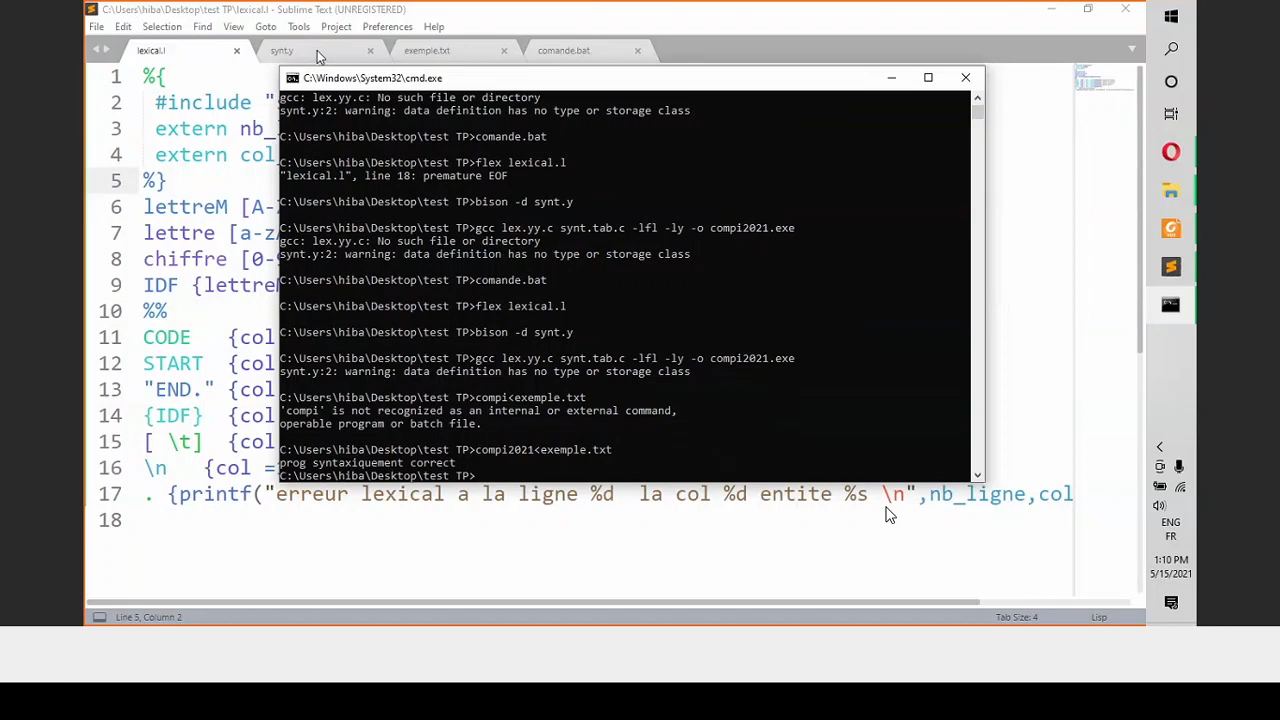 C:\Users\hiba\Desktop\test TP\lexical.l - Sublime Text (UNREGISTERED)
File Edit Selection Find View Goto Tools Project Preferences Help
lexical.l synt.y exemple.txt comande.bat
C:\Windows\System32\cmd.exe
gcc: lex.yy.c: No such file or directory
synt.y:2: warning: data definition has no type or storage class
C:\Users\hiba\Desktop\test TP>comande.bat
C:\Users\hiba\Desktop\test TP>flex lexical.l
"lexical.l", line 18: premature EOF
C:\Users\hiba\Desktop\test TP>bison -d synt.y
C:\Users\hiba\Desktop\test TP>gcc lex.yy.c synt.tab.c -lfl -ly -o compi2021.exe
gcc: lex.yy.c: No such file or directory
synt.y:2: warning: data definition has no type or storage class
C:\Users\hiba\Desktop\test TP>comande.bat
C:\Users\hiba\Desktop\test TP>flex lexical.l
C:\Users\hiba\Desktop\test TP>bison -d synt.y
C:\Users\hiba\Desktop\test TP>gcc lex.yy.c synt.tab.c -lfl -ly -o compi2021.exe
synt.y:2: warning: data definition has no type or storage class
C:\Users\hiba\Desktop\test TP>compi<exemple.txt
'compi' is not recognized as an internal or external command,
operable program or batch file.
C:\Users\hiba\Desktop\test TP>compi2021<exemple.txt
prog syntaxiquement correct
C:\Users\hiba\Desktop\test TP>
1 %{
2 #include "
3 extern nb_
4 extern col
5 %}
6 lettreM [A-
7 lettre [a-z
8 chiffre [0-
9 IDF {lettre
10 %%
11 CODE {col
12 START {col
13 "END." {col
14 {IDF} {col
15 [ \t] {col
16 \n {col =
17 . {printf("erreur lexical a la ligne %d la col %d entite %s \n",nb_ligne,col
18
Line 5, Column 2 Tab Size: 4 Lisp
ENG
FR
1:10 PM
5/15/2021